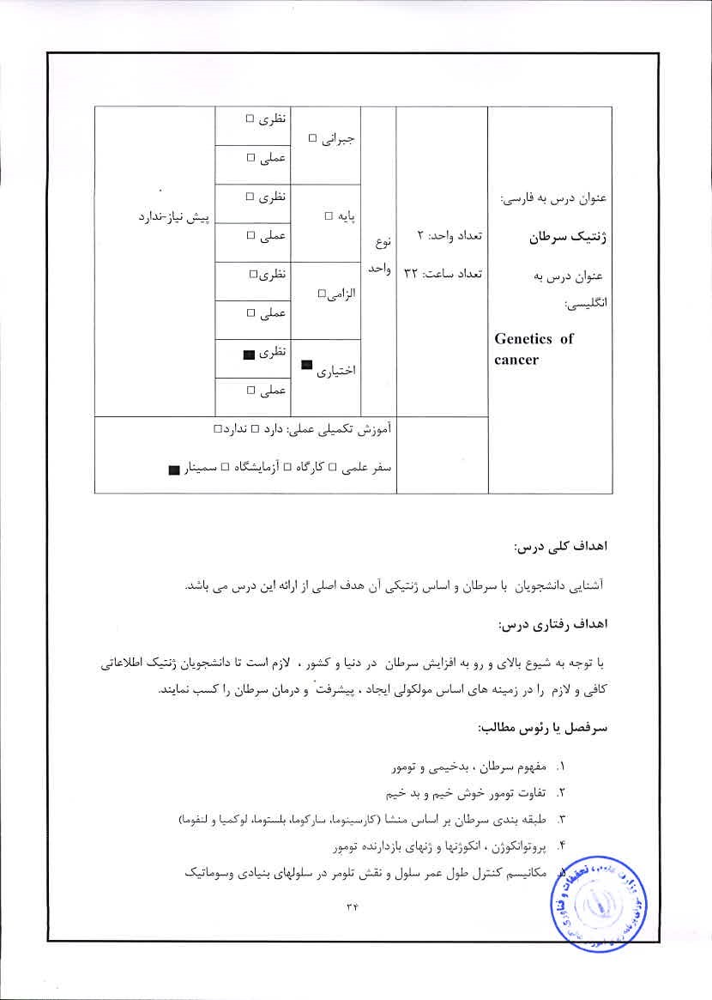 عنوان درس به فارسی:
ژنتیک سرطان
عنوان درس به
انگلیسی:
Genetics of
cancer
تعداد واحد: ۲
تعداد ساعت: ۳۲
نوع
واحد
جبرانی □
نظری □
عملی □
پایه □
نظری □
عملی □
الزامی□
نظری□
عملی □
اختیاری ■
نظری ■
عملی □
پیش نیاز-ندارد
آموزش تکمیلی عملی: دارد □ ندارد□
سفر علمی □ کارگاه □ آزمایشگاه □ سمینار ■
اهداف کلی درس:
آشنایی دانشجویان با سرطان و اساس ژنتیکی آن هدف اصلی از ارائه این درس می باشد.
اهداف رفتاری درس:
با توجه به شیوع بالای و رو به افزایش سرطان در دنیا و کشور ، لازم است تا دانشجویان ژنتیک اطلاعاتی
کافی و لازم را در زمینه های اساس مولکولی ایجاد ، پیشرفت و درمان سرطان را کسب نمایند.
سرفصل یا رئوس مطالب:
۱. مفهوم سرطان ، بدخیمی و تومور
۲. تفاوت تومور خوش خیم و بد خیم
۳. طبقه بندی سرطان بر اساس منشا (کارسینوما، سارکوما، بلستوما، لوکمیا و لنفوما)
۴. پروتوانکوژن ، انکوژنها و ژنهای بازدارنده تومور
مکانیسم کنترل طول عمر سلول و نقش تلومر در سلولهای بنیادی وسوماتیک
۳۴
وزارت علوم، تحقیقات و فناوری